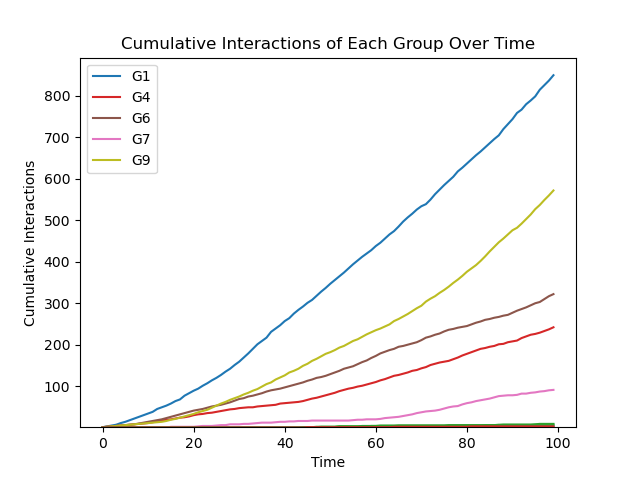 Cumulative Interactions of Each Group Over Time
G1
G4
G6
G7
G9
Cumulative Interactions
800
700
600
500
400
300
200
100
0 20 40 60 80 100
Time